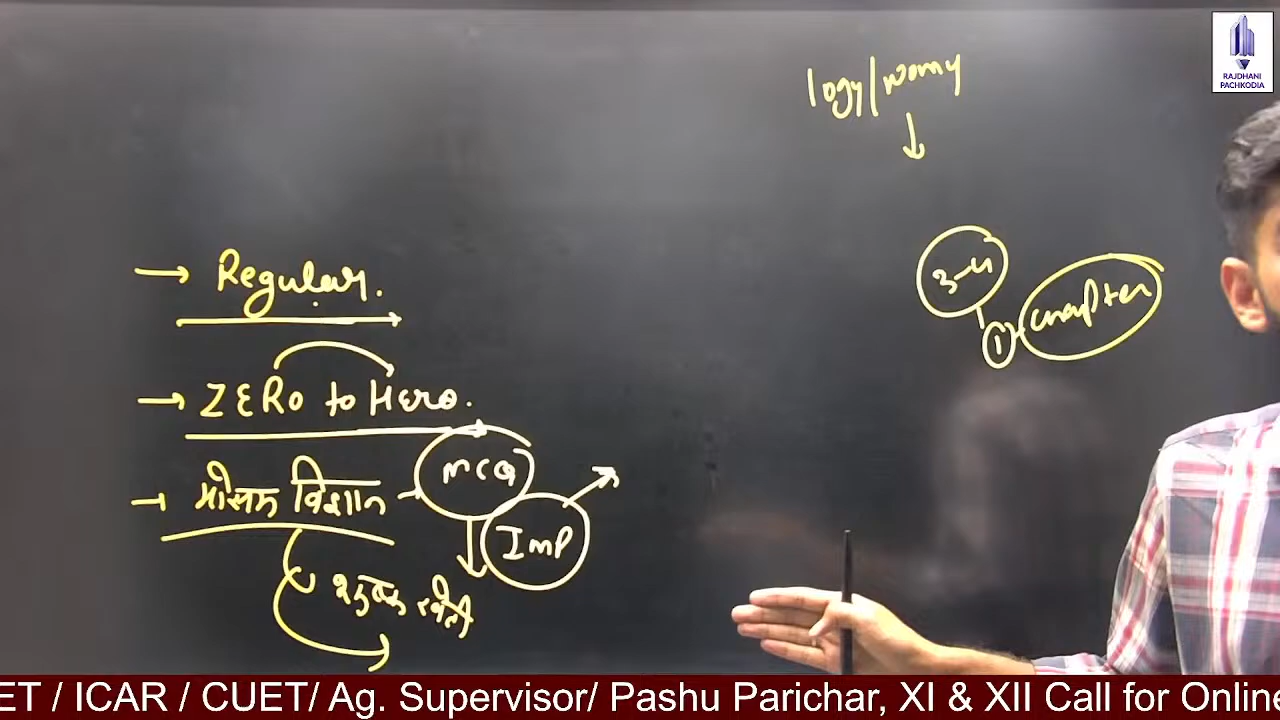 RAJDHANI
PACHKODIA
logy/nomy
→ Regular.
3-4
① chapter
→ ZERo to Hero.
→ मौसम विज्ञान - MCQ
IMP
शुष्क खेती
ET / ICAR / CUET/ Ag. Supervisor/ Pashu Parichar, XI & XII Call for Online